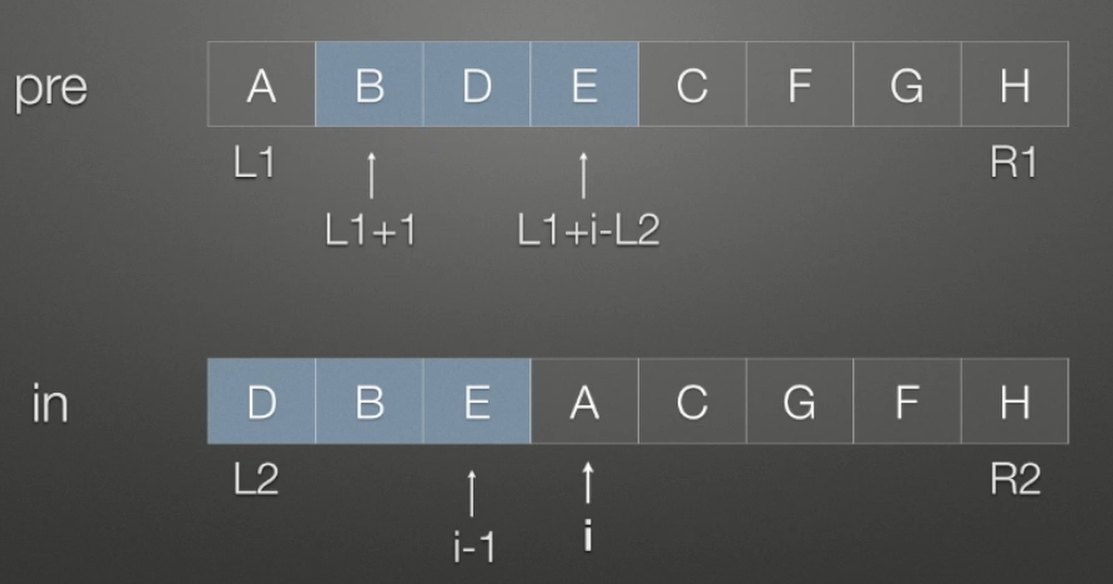 pre A B D E C F G H
L1 R1
L1+1 L1+i-L2
in D B E A C G F H
L2 R2
i-1 i